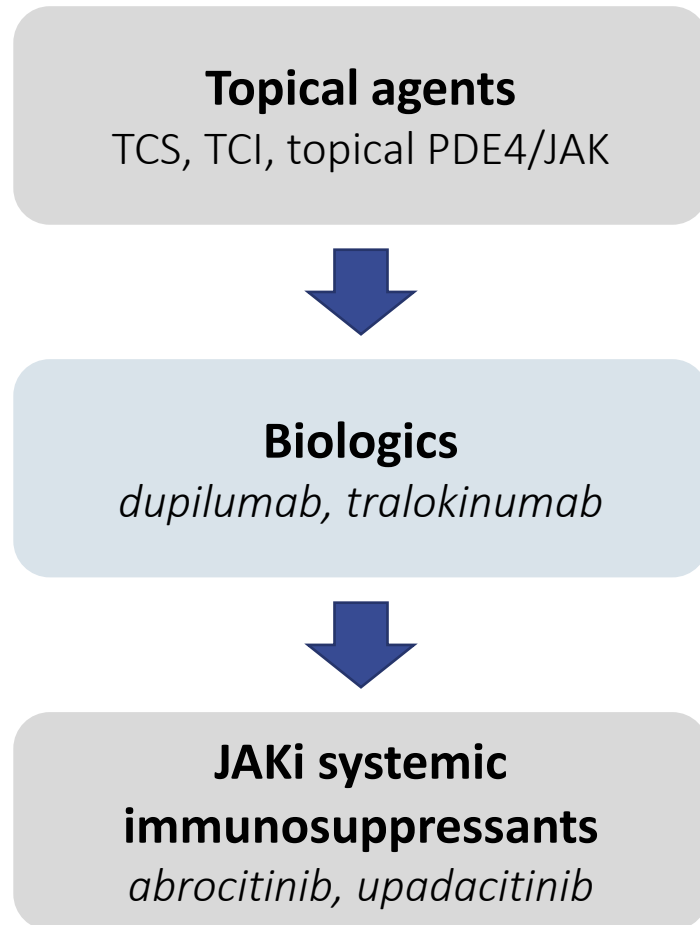 Topical agents
TCS, TCI, topical PDE4/JAK
Biologics
dupilumab, tralokinumab
JAKi systemic
immunosuppressants
abrocitinib, upadacitinib